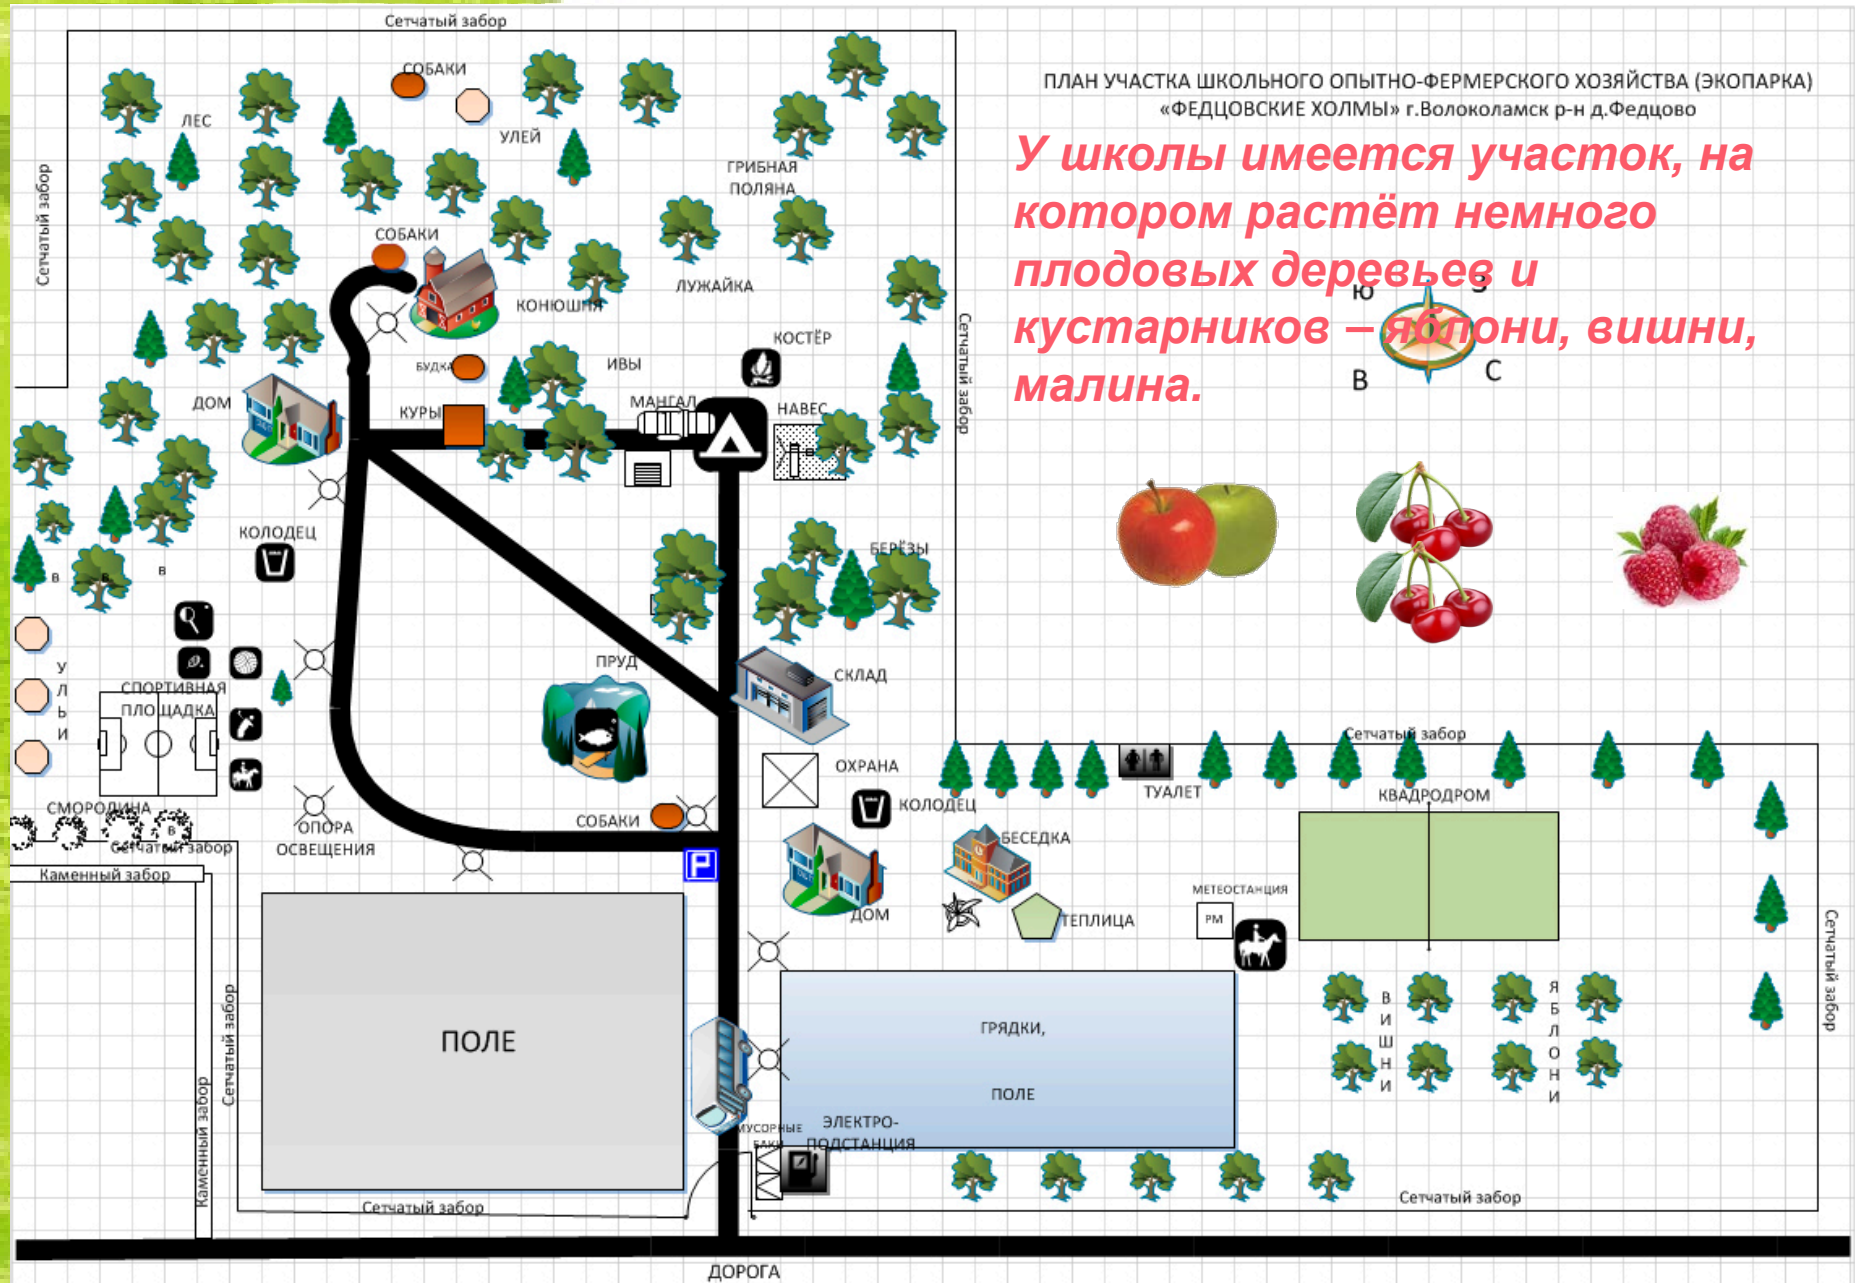 Сетчатый забор
ПЛАН УЧАСТКА ШКОЛЬНОГО ОПЫТНО-ФЕРМЕРСКОГО ХОЗЯЙСТВА (ЭКОПАРКА)
«ФЕДЦОВСКИЕ ХОЛМЫ» г.Волоколамск р-н д.Федцово
У школы имеется участок, на
котором растёт немного
плодовых деревьев и
кустарников – яблони, вишни,
малина.
Ю
З
В
С
СОБАКИ
ЛЕС
УЛЕЙ
ГРИБНАЯ
ПОЛЯНА
Сетчатый забор
СОБАКИ
ЛУЖАЙКА
КОНЮШНЯ
Сетчатый забор
КОСТЁР
БУДКА
ИВЫ
ДОМ
КУРЫ
МАНГАЛ
НАВЕС
В
КОЛОДЕЦ
БЕРЁЗЫ
В
В
В
УЛЬИ
ПРУД
СКЛАД
СПОРТИВНАЯ
ПЛОЩАДКА
Сетчатый забор
ОХРАНА
ТУАЛЕТ
КВАДРОДРОМ
СМОРОДИНА
В
КОЛОДЕЦ
СОБАКИ
ОПОРА
ОСВЕЩЕНИЯ
Сетчатый забор
БЕСЕДКА
Каменный забор
P
МЕТЕОСТАНЦИЯ
РМ
ДОМ
ТЕПЛИЦА
Сетчатый забор
Сетчатый забор
Каменный забор
ПОЛЕ
ГРЯДКИ,
ПОЛЕ
ВИШНИ
ЯБЛОНИ
МУСОРНЫЕ
БАКИ
ЭЛЕКТРО-
ПОДСТАНЦИЯ
Сетчатый забор
Сетчатый забор
ДОРОГА